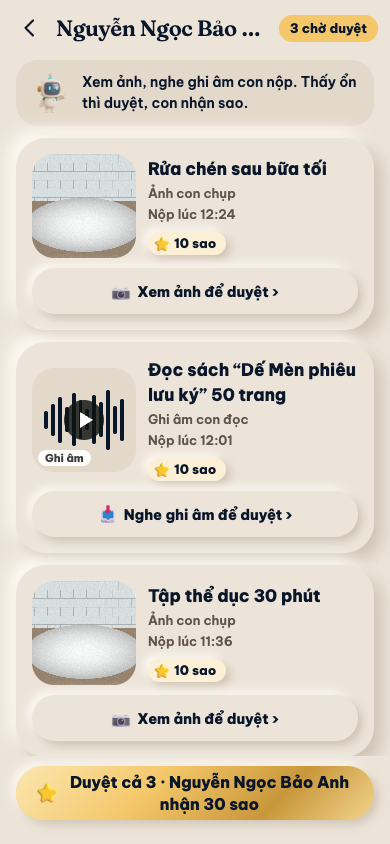 Nguyễn Ngọc Bảo ...
3 chờ duyệt
Xem ảnh, nghe ghi âm con nộp. Thấy ổn
thì duyệt, con nhận sao.
Rửa chén sau bữa tối
Ảnh con chụp
Nộp lúc 12:24
10 sao
Xem ảnh để duyệt ›
Đọc sách “Dế Mèn phiêu
lưu ký” 50 trang
Ghi âm con đọc
Nộp lúc 12:01
Ghi âm
10 sao
Nghe ghi âm để duyệt ›
Tập thể dục 30 phút
Ảnh con chụp
Nộp lúc 11:36
10 sao
Xem ảnh để duyệt ›
Duyệt cả 3 · Nguyễn Ngọc Bảo Anh
nhận 30 sao